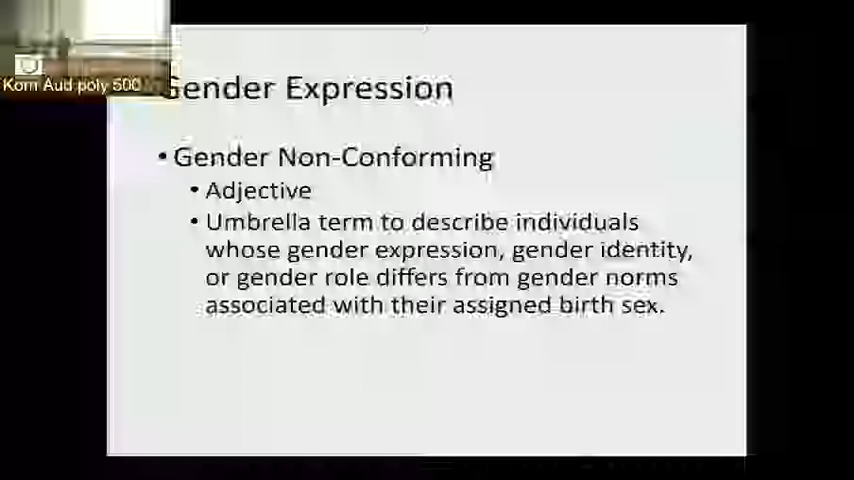 Korn Aud poly 500
Gender Expression
• Gender Non-Conforming
• Adjective
• Umbrella term to describe individuals
whose gender expression, gender identity,
or gender role differs from gender norms
associated with their assigned birth sex.